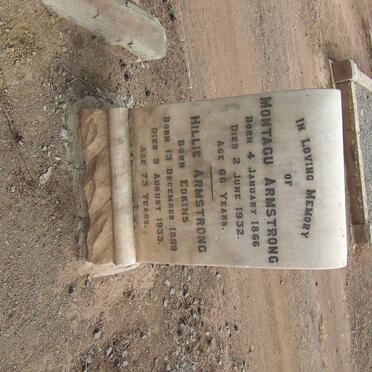 IN LOVING MEMORY
OF
MONTAGU ARMSTRONG
BORN 4 JANUARY 1866
DIED 2 JUNE 1932.
AGE 66 YEARS.
HILLIE ARMSTRONG
BORN EDKINS
BORN 13 DECEMBER 1859
DIED 5 AUGUST 1933.
AGE 73 YEARS.